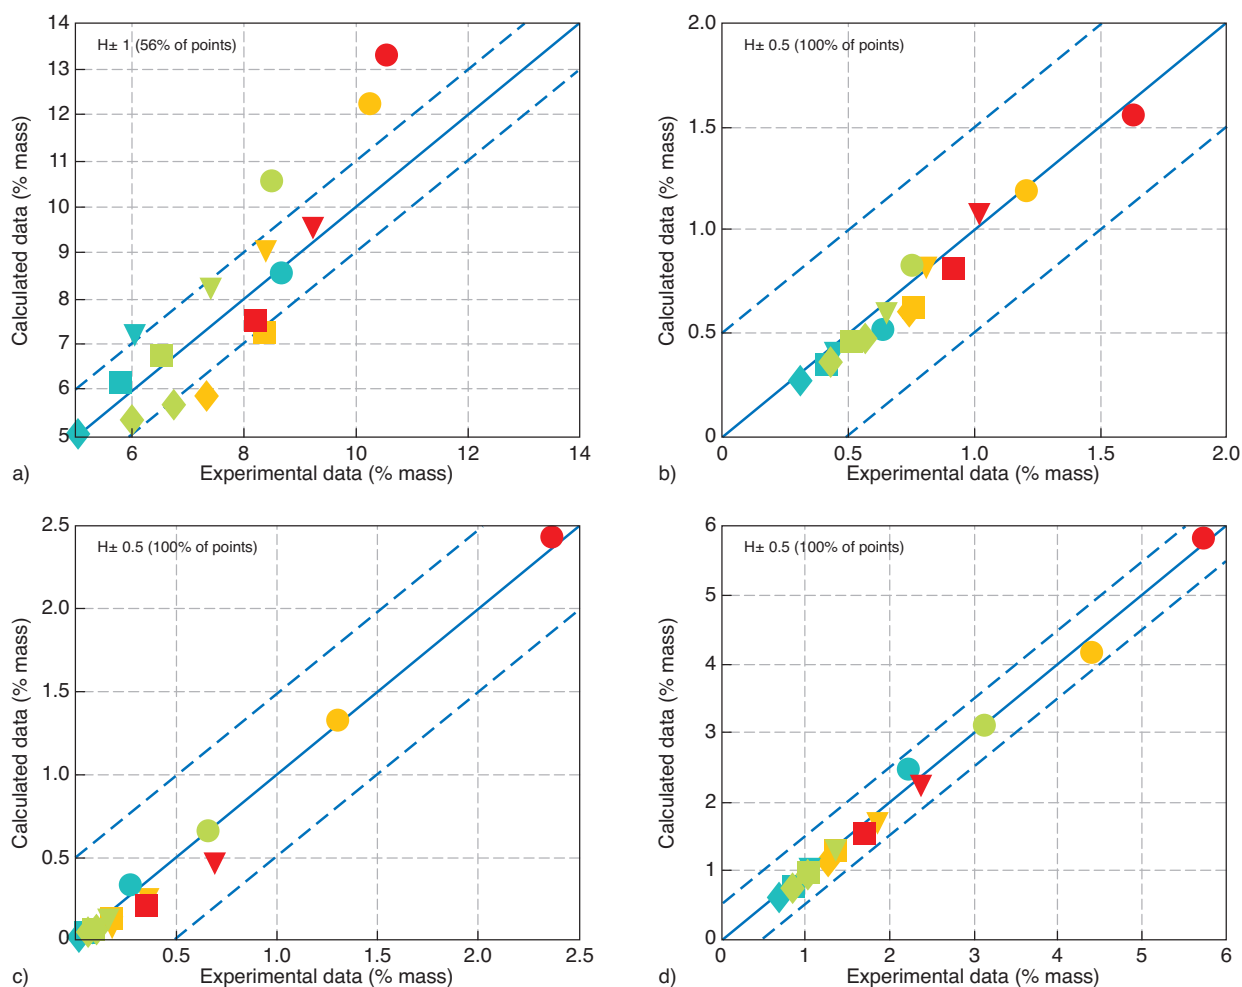 14
13
12
11
10
9
8
7
6
5
H± 1 (56% of points)
Calculated data (% mass)
6 8 10 12 14
a) Experimental data (% mass)
2.0
1.5
1.0
0.5
0
H± 0.5 (100% of points)
Calculated data (% mass)
0 0.5 1.0 1.5 2.0
b) Experimental data (% mass)
2.5
2.0
1.5
1.0
0.5
0
H± 0.5 (100% of points)
Calculated data (% mass)
0.5 1.0 1.5 2.0 2.5
c) Experimental data (% mass)
6
5
4
3
2
1
0
H± 0.5 (100% of points)
Calculated data (% mass)
0 1 2 3 4 5 6
d) Experimental data (% mass)